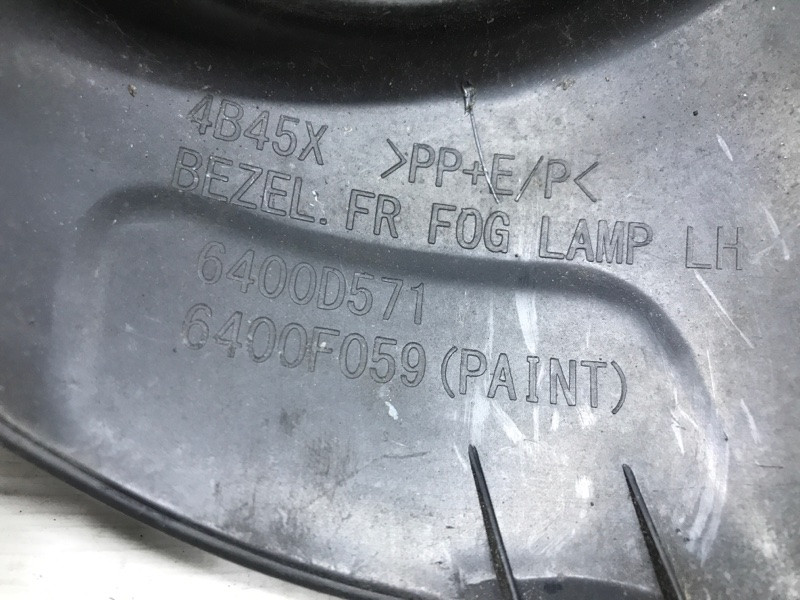 4B45X >PP+E/P<
BEZEL. FR FOG LAMP LH
6400D571
6400F059 (PAINT)